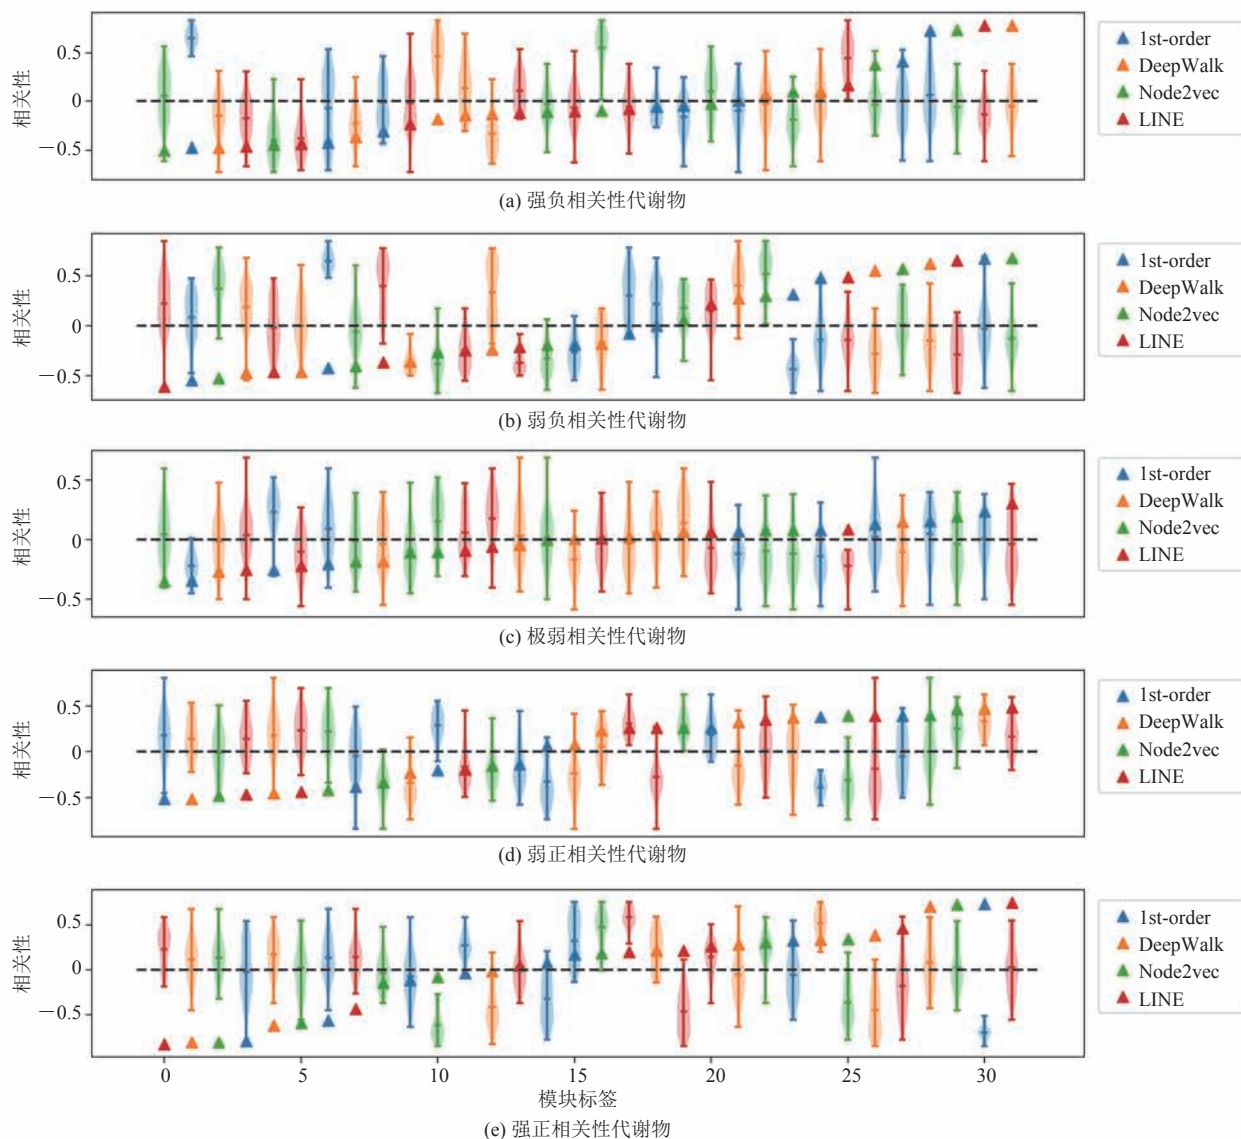 相关性
0.5
0
−0.5
1st-order
DeepWalk
Node2vec
LINE
(a) 强负相关性代谢物
相关性
0.5
0
−0.5
1st-order
DeepWalk
Node2vec
LINE
(b) 弱负相关性代谢物
相关性
0.5
0
−0.5
1st-order
DeepWalk
Node2vec
LINE
(c) 极弱相关性代谢物
相关性
0.5
0
−0.5
1st-order
DeepWalk
Node2vec
LINE
(d) 弱正相关性代谢物
相关性
0.5
0
−0.5
1st-order
DeepWalk
Node2vec
LINE
0 5 10 15 20 25 30
模块标签
(e) 强正相关性代谢物